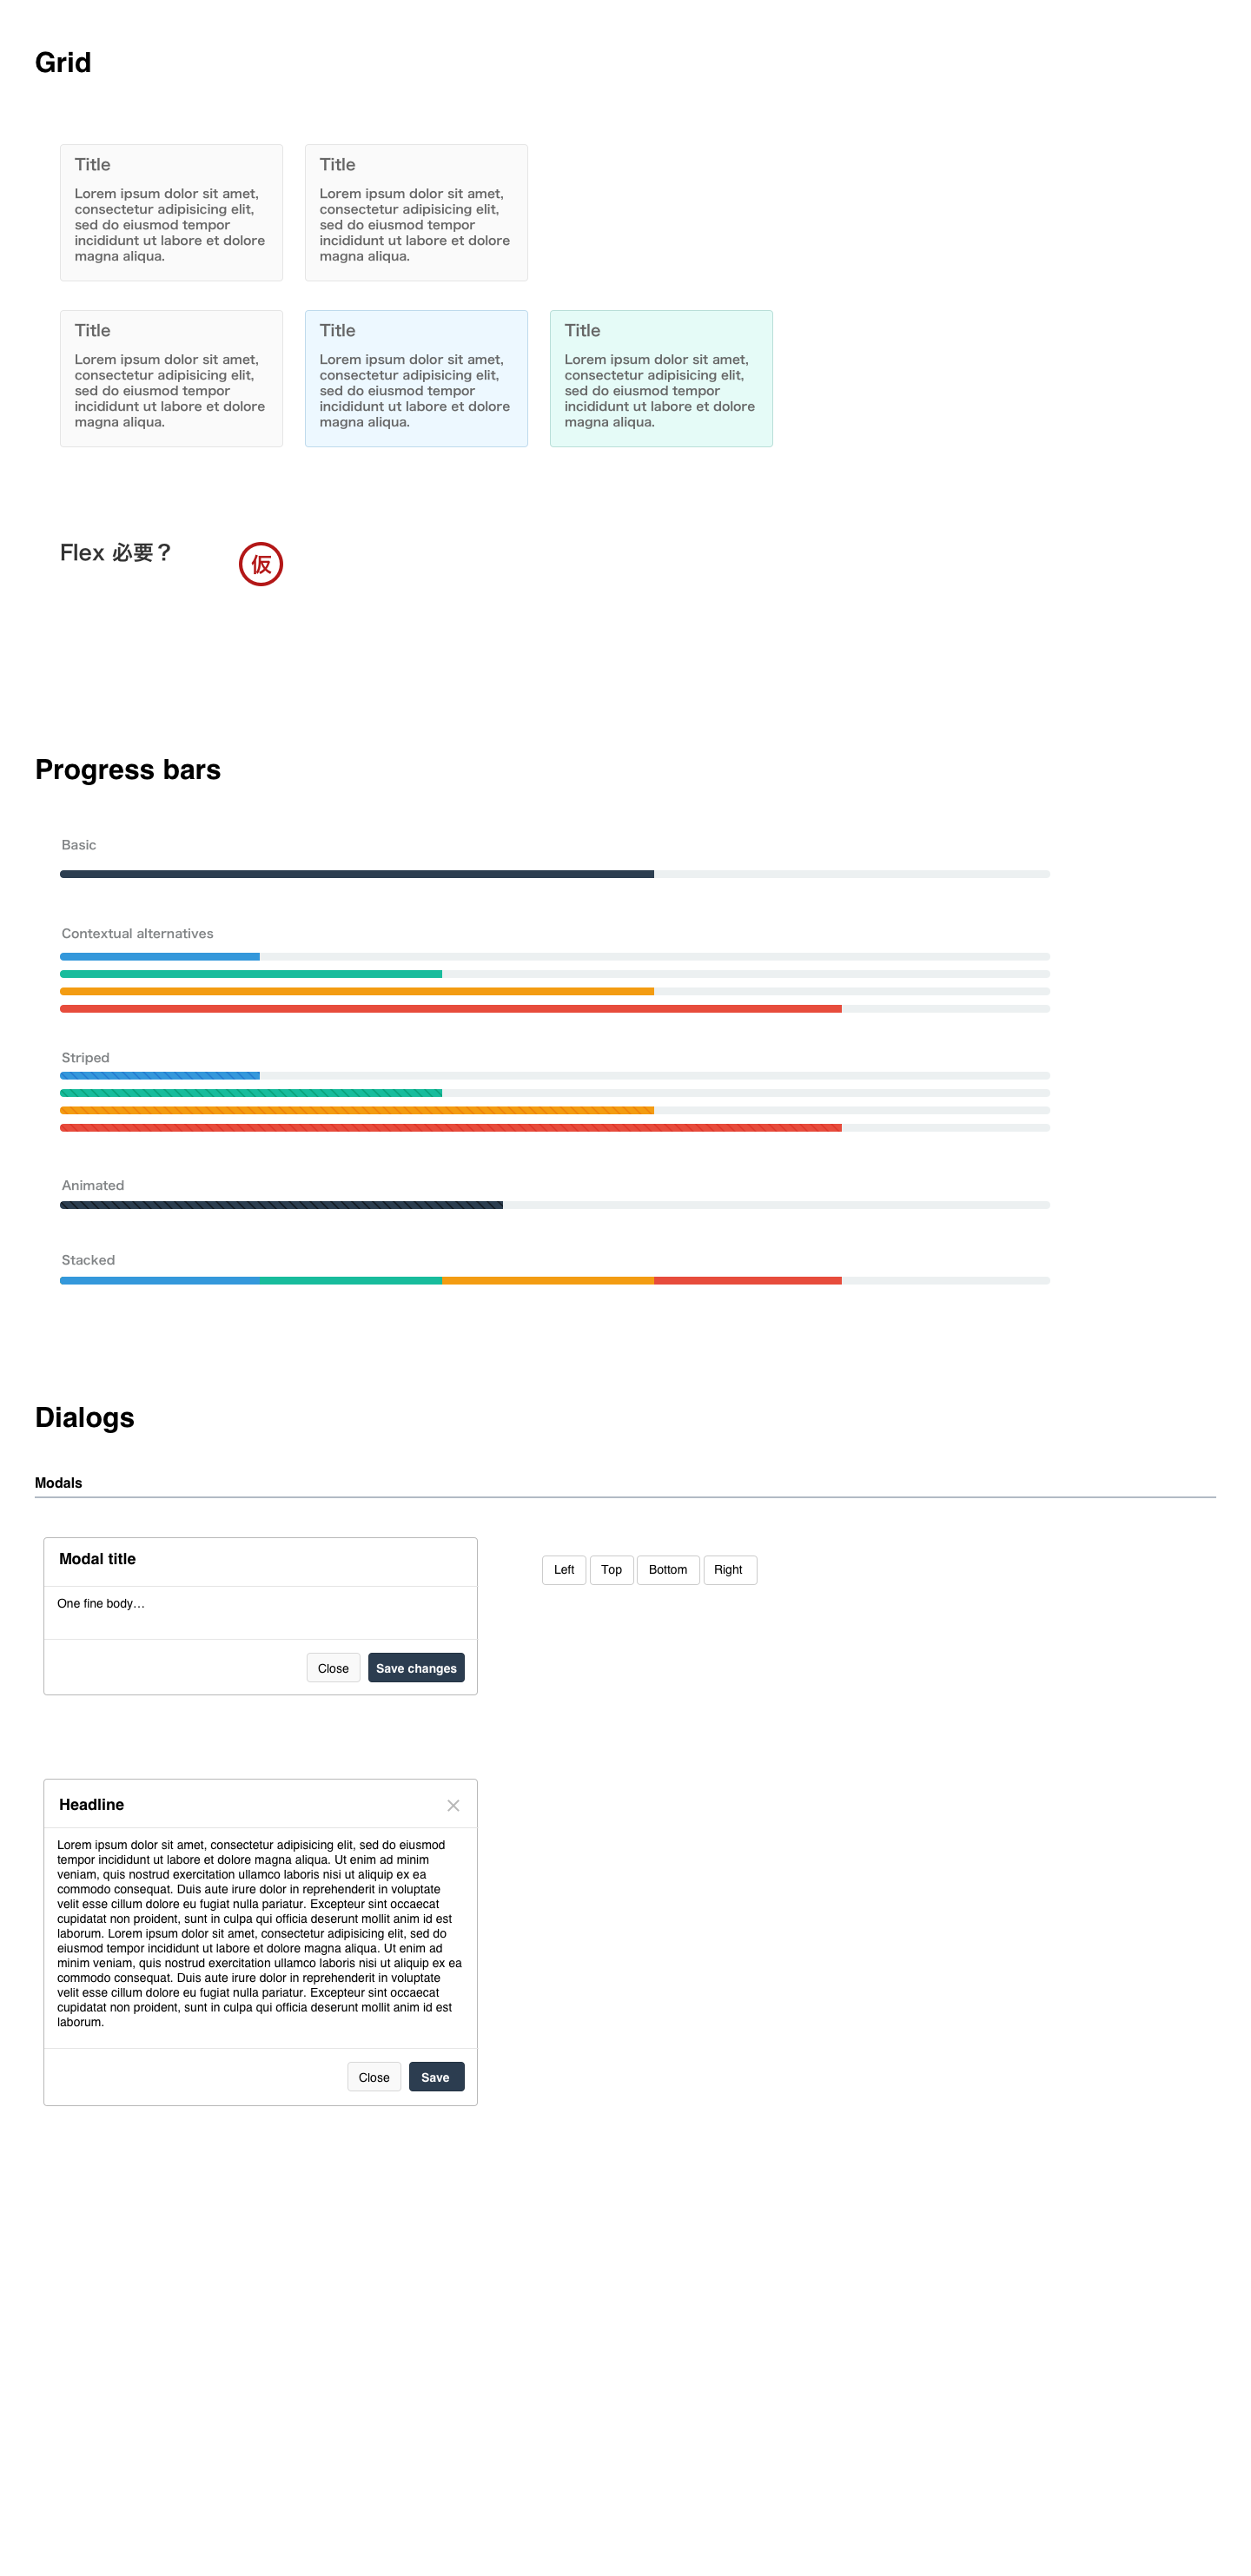 Grid
Title
Lorem ipsum dolor sit amet,
consectetur adipisicing elit,
sed do eiusmod tempor
incididunt ut labore et dolore
magna aliqua.
Title
Lorem ipsum dolor sit amet,
consectetur adipisicing elit,
sed do eiusmod tempor
incididunt ut labore et dolore
magna aliqua.
Title
Lorem ipsum dolor sit amet,
consectetur adipisicing elit,
sed do eiusmod tempor
incididunt ut labore et dolore
magna aliqua.
Title
Lorem ipsum dolor sit amet,
consectetur adipisicing elit,
sed do eiusmod tempor
incididunt ut labore et dolore
magna aliqua.
Title
Lorem ipsum dolor sit amet,
consectetur adipisicing elit,
sed do eiusmod tempor
incididunt ut labore et dolore
magna aliqua.
Flex 必要？
仮
Progress bars
Basic
Contextual alternatives
Striped
Animated
Stacked
Dialogs
Modals
Modal title
One fine body…
Close
Save changes
Left
Top
Bottom
Right
Headline
Lorem ipsum dolor sit amet, consectetur adipisicing elit, sed do eiusmod
tempor incididunt ut labore et dolore magna aliqua. Ut enim ad minim
veniam, quis nostrud exercitation ullamco laboris nisi ut aliquip ex ea
commodo consequat. Duis aute irure dolor in reprehenderit in voluptate
velit esse cillum dolore eu fugiat nulla pariatur. Excepteur sint occaecat
cupidatat non proident, sunt in culpa qui officia deserunt mollit anim id est
laborum. Lorem ipsum dolor sit amet, consectetur adipisicing elit, sed do
eiusmod tempor incididunt ut labore et dolore magna aliqua. Ut enim ad
minim veniam, quis nostrud exercitation ullamco laboris nisi ut aliquip ex ea
commodo consequat. Duis aute irure dolor in reprehenderit in voluptate
velit esse cillum dolore eu fugiat nulla pariatur. Excepteur sint occaecat
cupidatat non proident, sunt in culpa qui officia deserunt mollit anim id est
laborum.
Close
Save